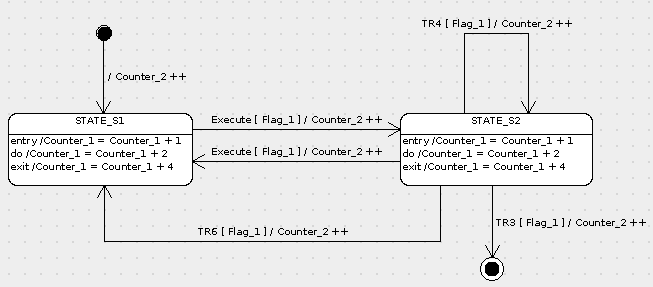 TR4 [ Flag_1 ] / Counter_2 ++
/ Counter_2 ++
STATE_S1
entry /Counter_1 = Counter_1 + 1
do /Counter_1 = Counter_1 + 2
exit /Counter_1 = Counter_1 + 4
Execute [ Flag_1 ] / Counter_2 ++
Execute [ Flag_1 ] / Counter_2 ++
STATE_S2
entry /Counter_1 = Counter_1 + 1
do /Counter_1 = Counter_1 + 2
exit /Counter_1 = Counter_1 + 4
TR6 [ Flag_1 ] / Counter_2 ++
TR3 [ Flag_1 ] / Counter_2 ++